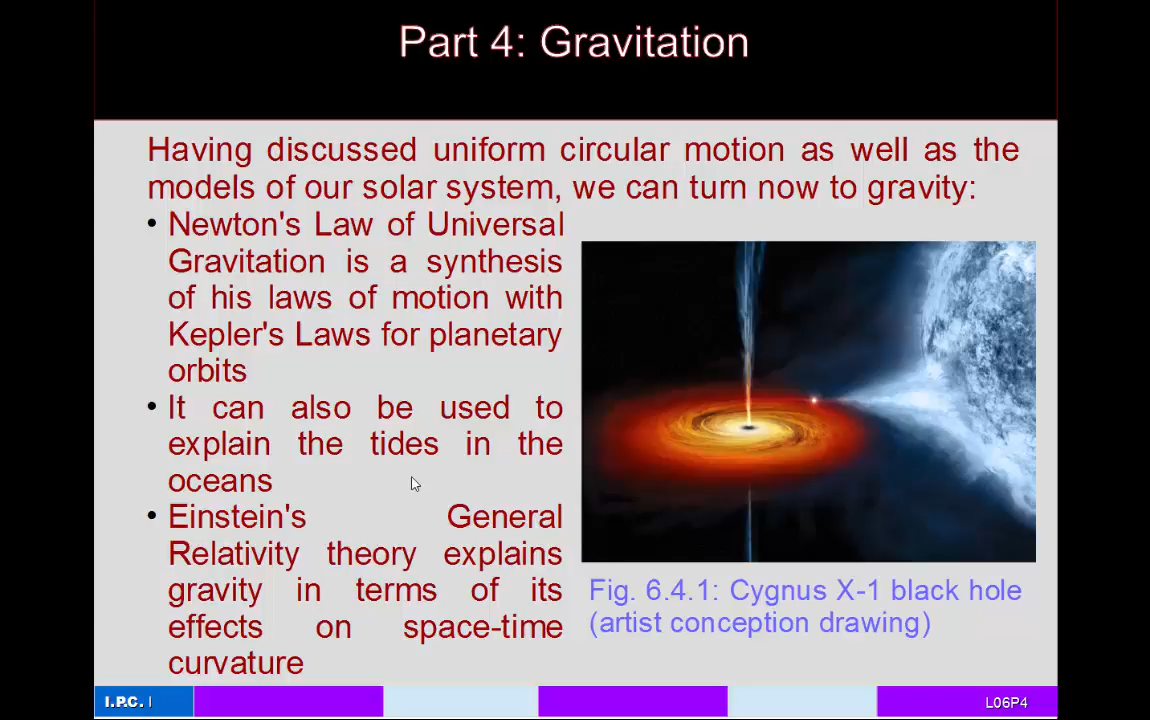 Part 4: Gravitation
Having discussed uniform circular motion as well as the
models of our solar system, we can turn now to gravity:
• Newton's Law of Universal
Gravitation is a synthesis
of his laws of motion with
Kepler's Laws for planetary
orbits
• It can also be used to
explain the tides in the
oceans
• Einstein's General
Relativity theory explains
gravity in terms of its
effects on space-time
curvature
Fig. 6.4.1: Cygnus X-1 black hole
(artist conception drawing)
I.P.C. I
L06P4